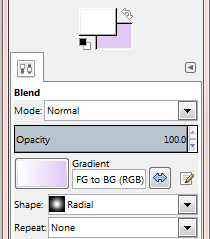 Blend
Mode: Normal
Opacity 100.0
Gradient
FG to BG (RGB)
Shape: Radial
Repeat: None